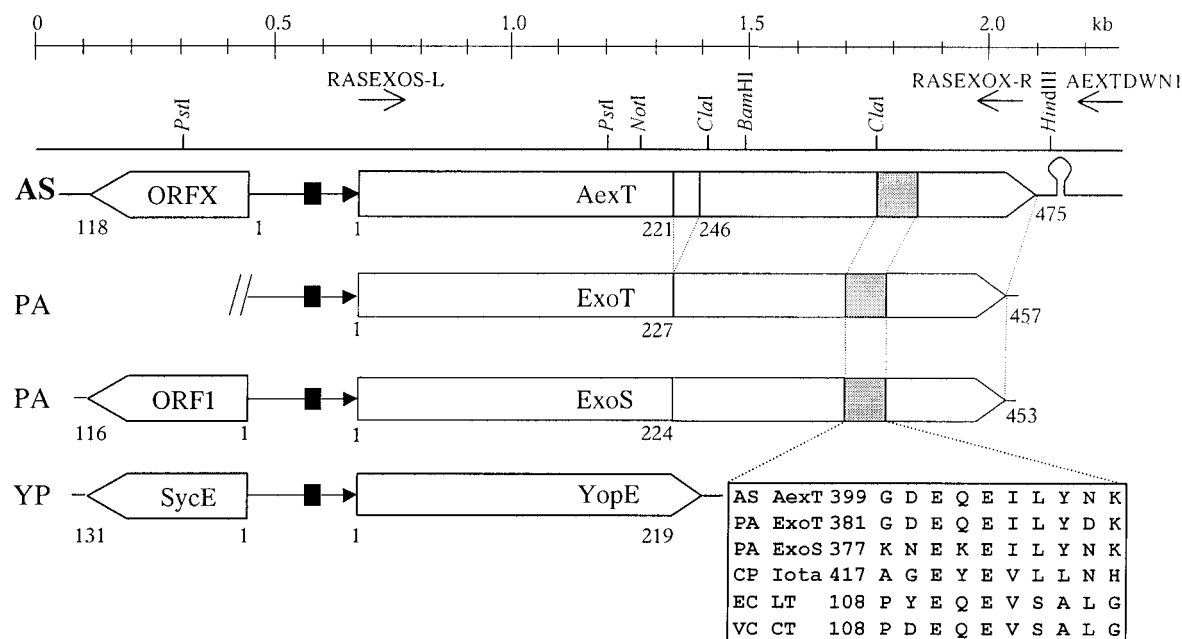 0 0.5 1.0 1.5 2.0 kb
RASEXOS-L RASEXOX-R AEXTDWN1
PstI PstI NotI ClaI BamHI ClaI HindIII
AS ORFX AexT
118 1 1 221 246 475
PA ExoT
1 227 457
PA ORF1 ExoS
116 1 1 224 453
YP SycE YopE
131 1 1 219
AS AexT 399 G D E Q E I L Y N K
PA ExoT 381 G D E Q E I L Y D K
PA ExoS 377 K N E K E I L Y N K
CP Iota 417 A G E Y E V L L N H
EC LT 108 P Y E Q E V S A L G
VC CT 108 P D E Q E V S A L G